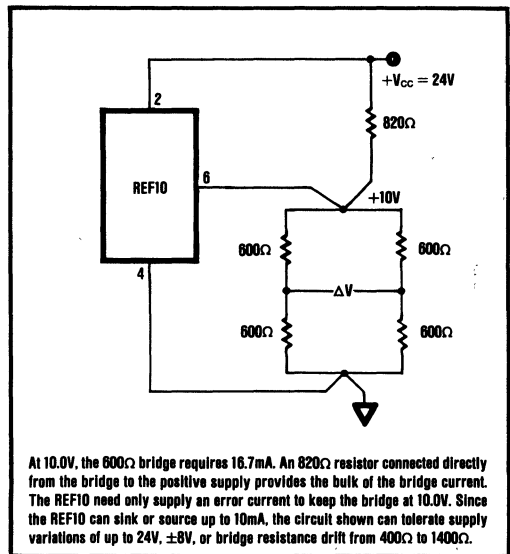 +Vcc = 24V
2
820Ω
REF10
6
+10V
600Ω
600Ω
4
ΔV
600Ω
600Ω
At 10.0V, the 600Ω bridge requires 16.7mA. An 820Ω resistor connected directly
from the bridge to the positive supply provides the bulk of the bridge current.
The REF10 need only supply an error current to keep the bridge at 10.0V. Since
the REF10 can sink or source up to 10mA, the circuit shown can tolerate supply
variations of up to 24V, ±8V, or bridge resistance drift from 400Ω to 1400Ω.